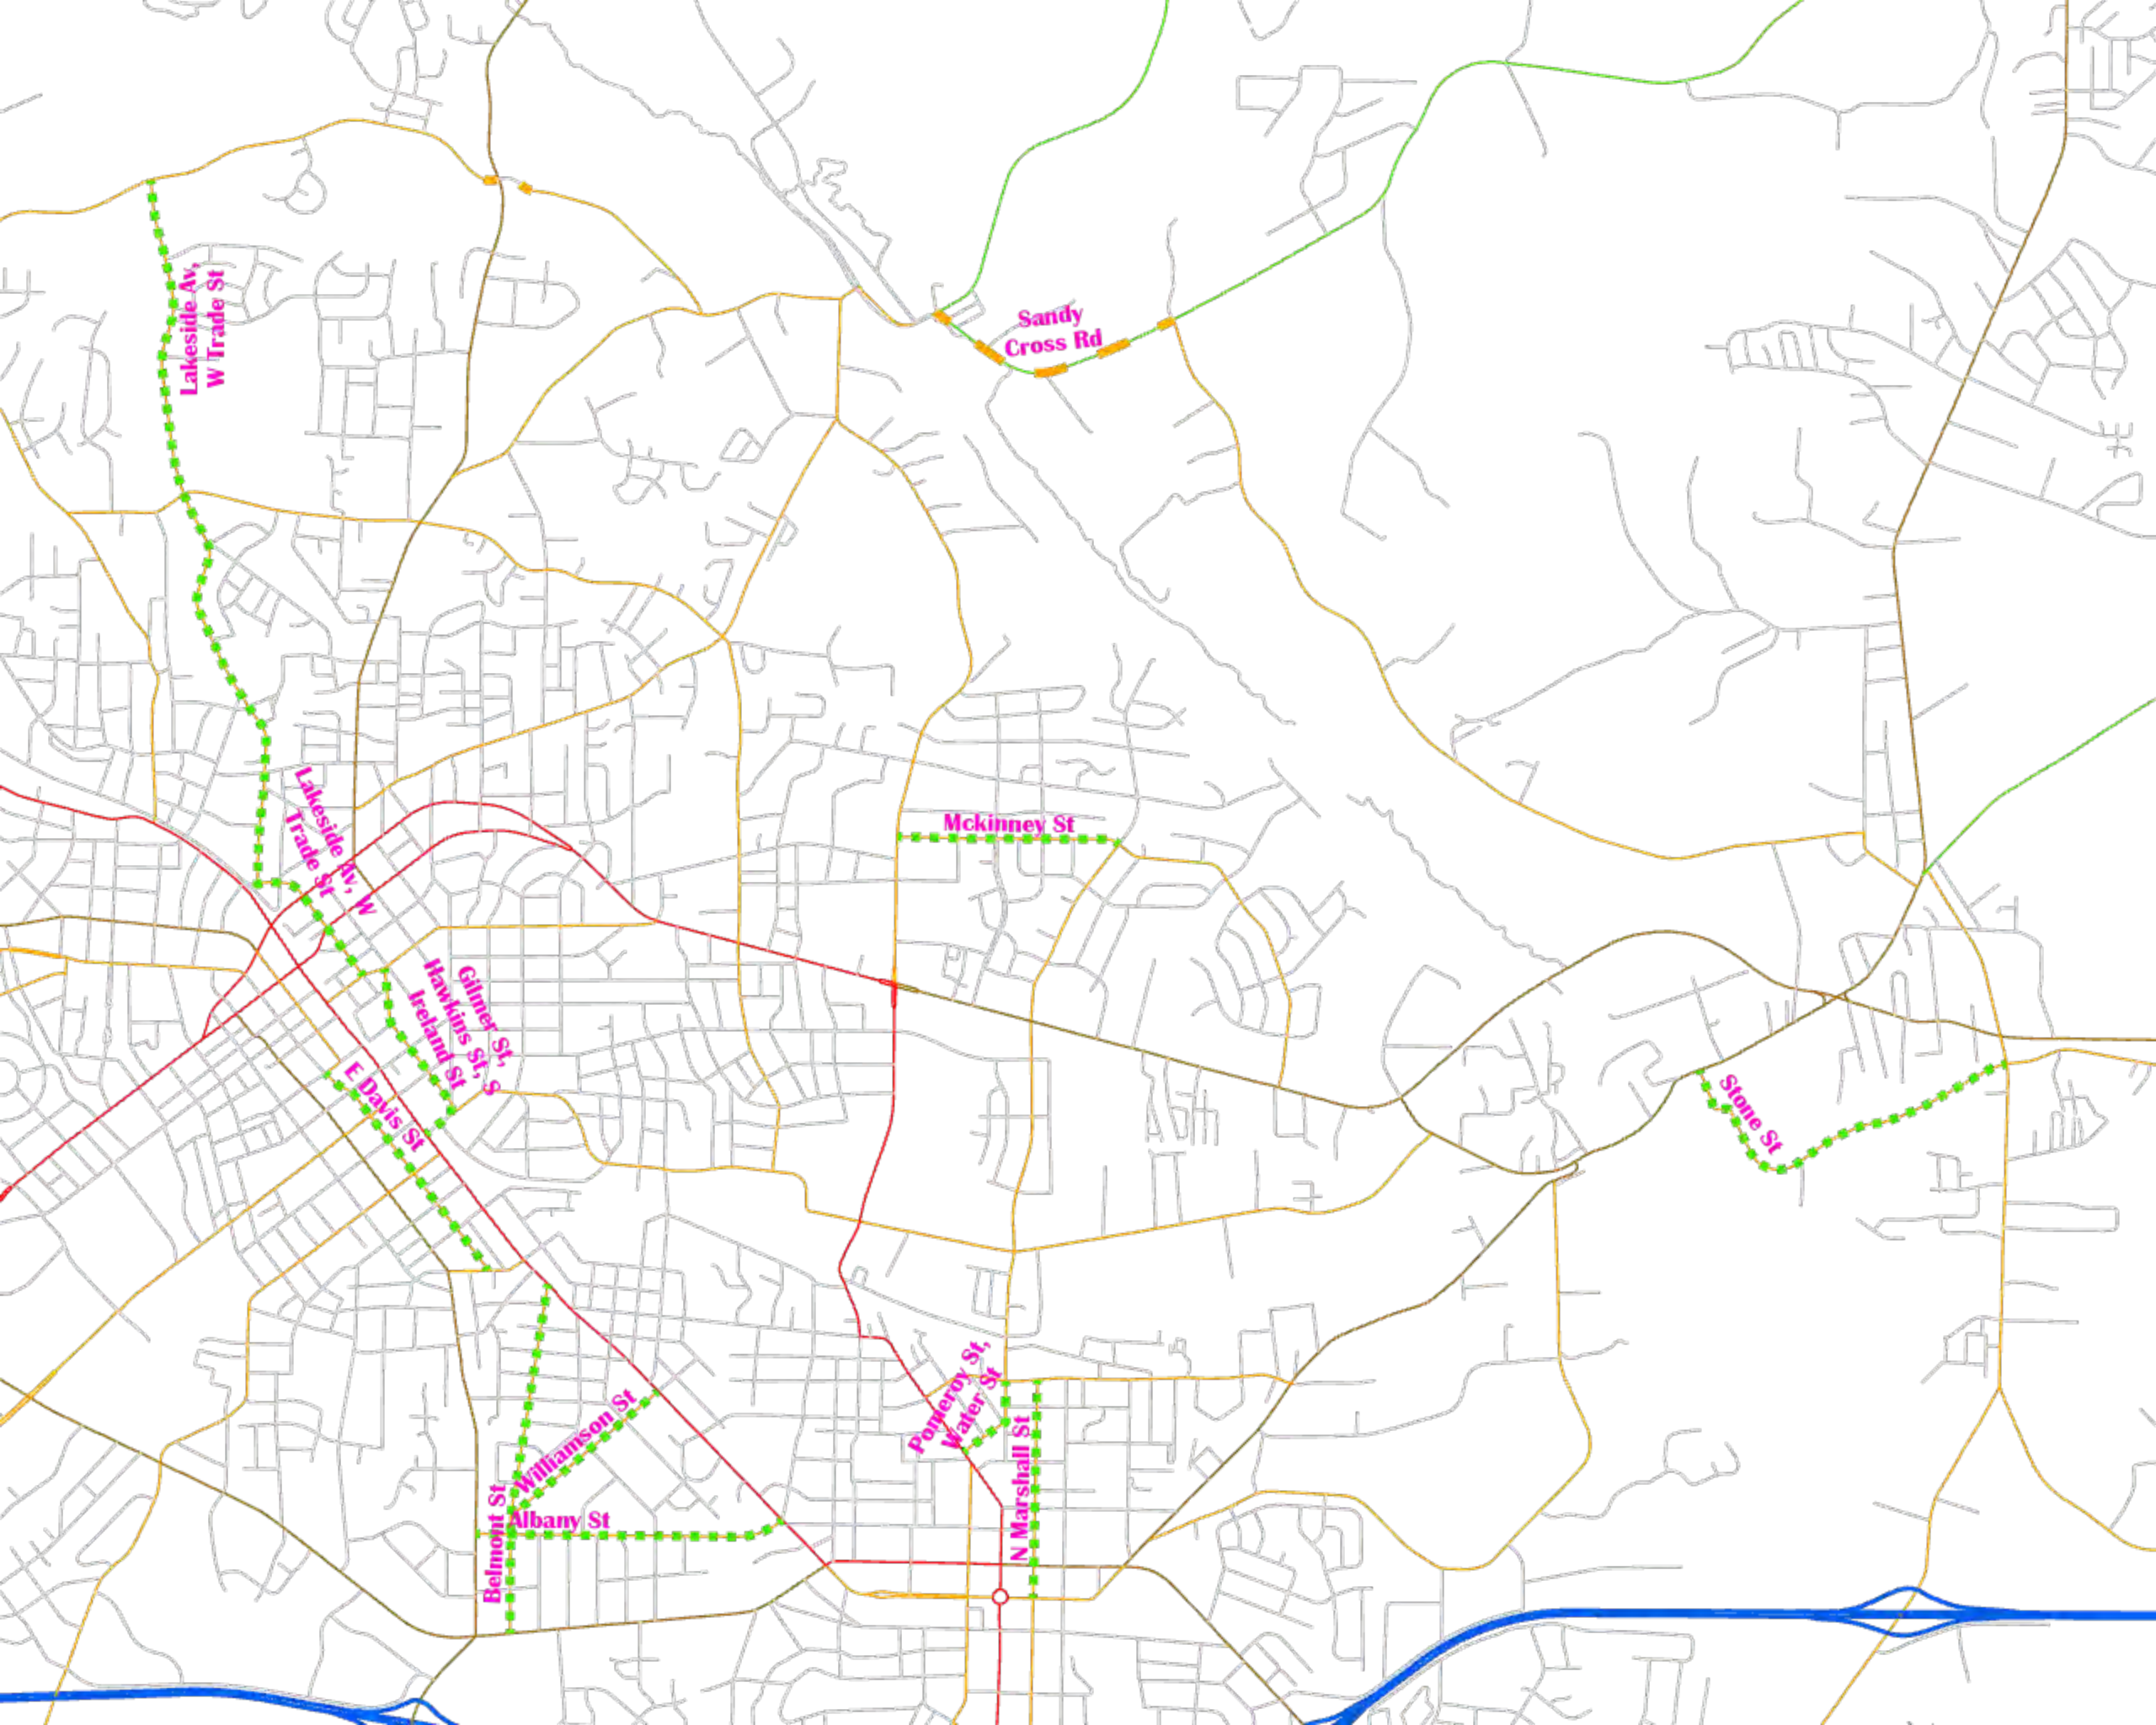 Lakeside Av,
W Trade St
Sandy
Cross Rd
Lakeside Av, W
Trade St
Mckinney St
Gilmer St,
Hawkins St, S
Ireland St
E Davis St
Stone St
Pomeroy St,
Water St
Williamson St
N Marshall St
Belmont St
Albany St